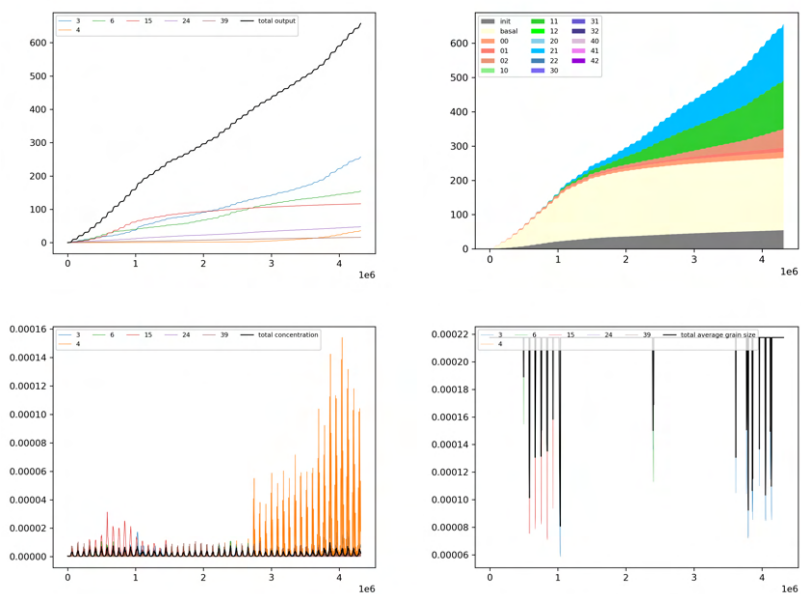 3 6 15 24 39 total output
4
600
500
400
300
200
100
0
0 1 2 3 4
1e6
init 11 31
basal 12 32
00 20 40
01 21 41
02 22 42
10 30
600
500
400
300
200
100
0
0 1 2 3 4
1e6
3 6 15 24 39 total concentration
4
0.00016
0.00014
0.00012
0.00010
0.00008
0.00006
0.00004
0.00002
0.00000
0 1 2 3 4
1e6
3 6 15 24 39 total average grain size
4
0.00022
0.00020
0.00018
0.00016
0.00014
0.00012
0.00010
0.00008
0.00006
0 1 2 3 4
1e6